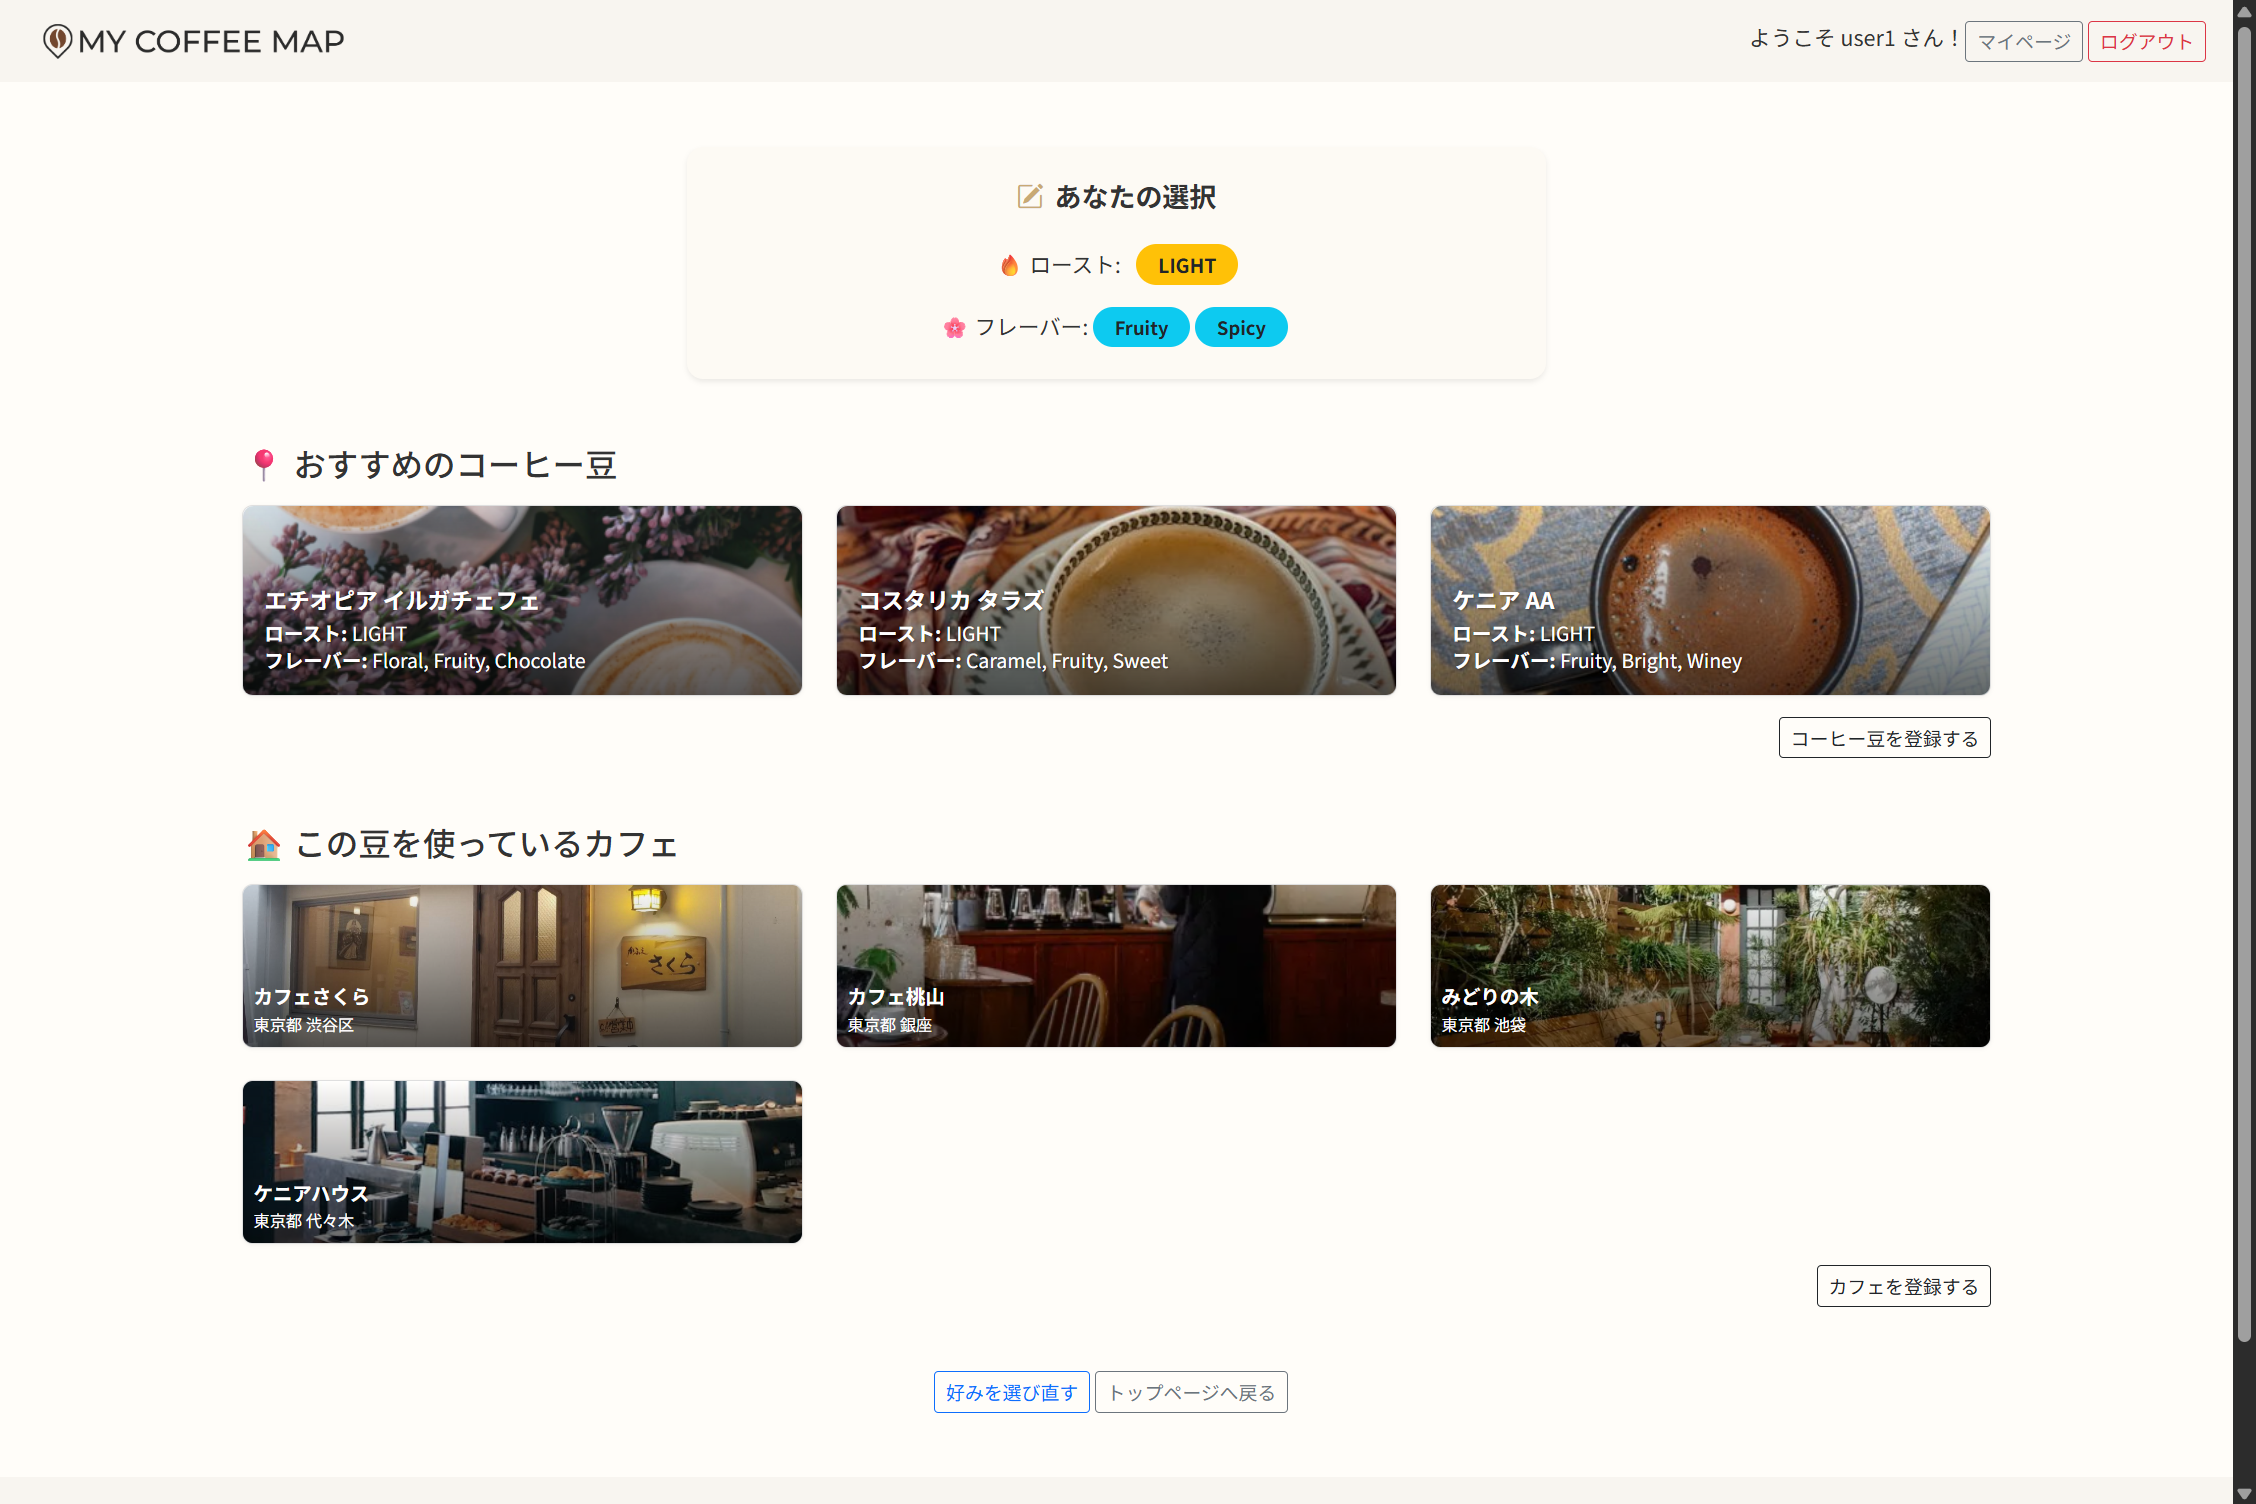 MY COFFEE MAP
ようこそ user1 さん！ マイページ ログアウト
あなたの選択
ロースト: LIGHT
フレーバー: Fruity Spicy
おすすめのコーヒー豆
エチオピア イルガチェフェ
ロースト: LIGHT
フレーバー: Floral, Fruity, Chocolate
コスタリカ タラズ
ロースト: LIGHT
フレーバー: Caramel, Fruity, Sweet
ケニア AA
ロースト: LIGHT
フレーバー: Fruity, Bright, Winey
コーヒー豆を登録する
この豆を使っているカフェ
さくら
カフェさくら
東京都 渋谷区
カフェ桃山
東京都 銀座
みどりの木
東京都 池袋
ケニアハウス
東京都 代々木
カフェを登録する
好みを選び直す トップページへ戻る